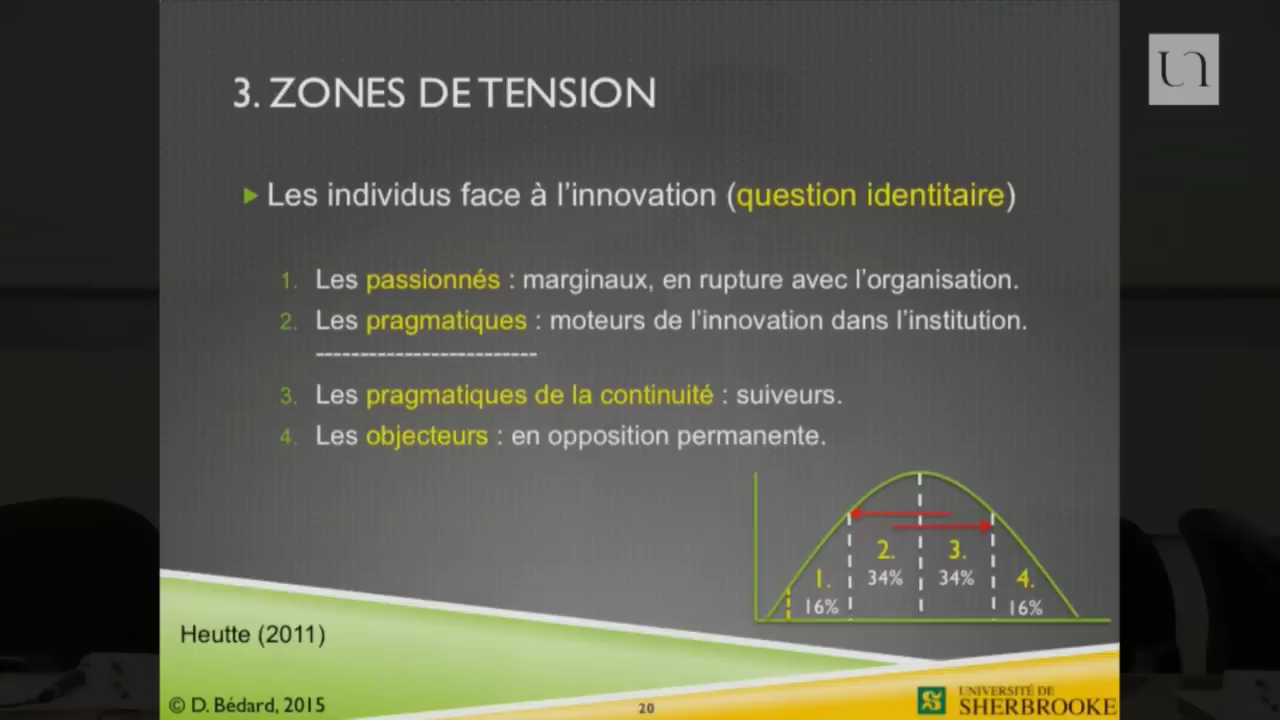 3. ZONES DE TENSION
Les individus face à l'innovation (question identitaire)
1. Les passionnés : marginaux, en rupture avec l'organisation.
2. Les pragmatiques : moteurs de l'innovation dans l'institution.
-------------------------
3. Les pragmatiques de la continuité : suiveurs.
4. Les objecteurs : en opposition permanente.
2. 3.
34% 34%
1. 4.
16% 16%
Heutte (2011)
© D. Bédard, 2015
20
UNIVERSITÉ DE
SHERBROOKE